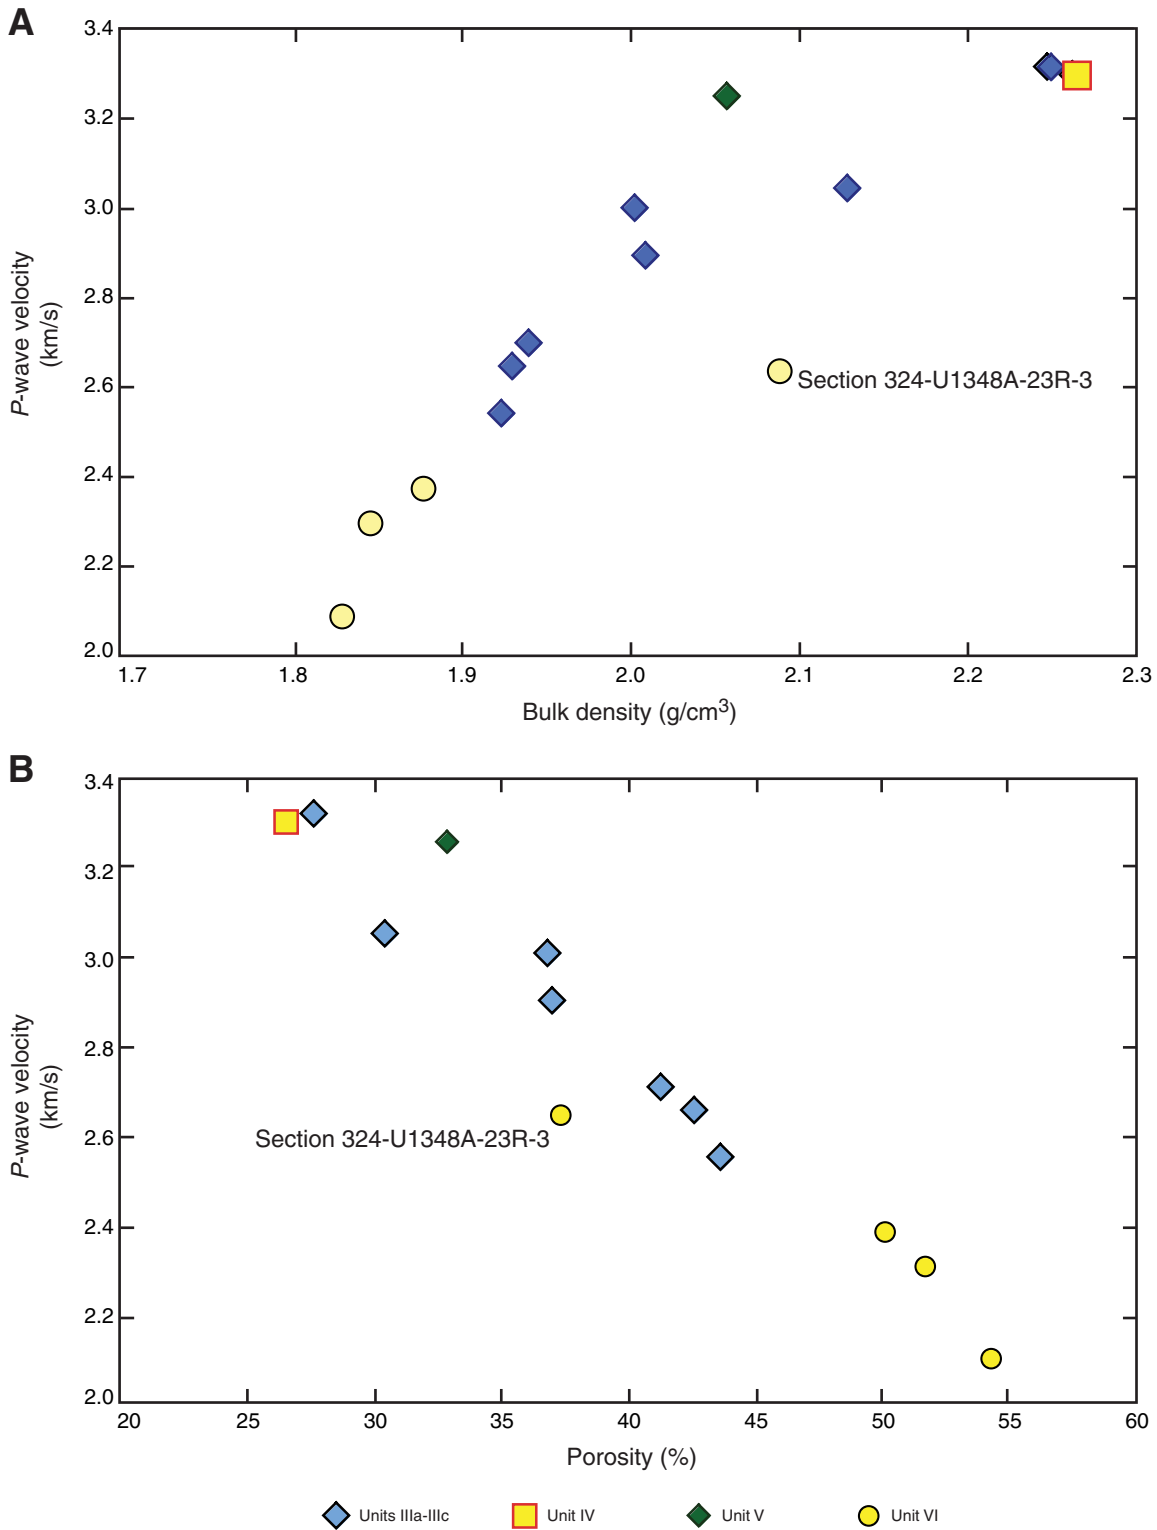 A
3.4
3.2
3.0
2.8
2.6
2.4
2.2
2.0
P-wave velocity
(km/s)
Section 324-U1348A-23R-3
1.7 1.8 1.9 2.0 2.1 2.2 2.3
Bulk density (g/cm³)
B
3.4
3.2
3.0
2.8
2.6
2.4
2.2
2.0
P-wave velocity
(km/s)
Section 324-U1348A-23R-3
20 25 30 35 40 45 50 55 60
Porosity (%)
Units IIIa-IIIc Unit IV Unit V Unit VI